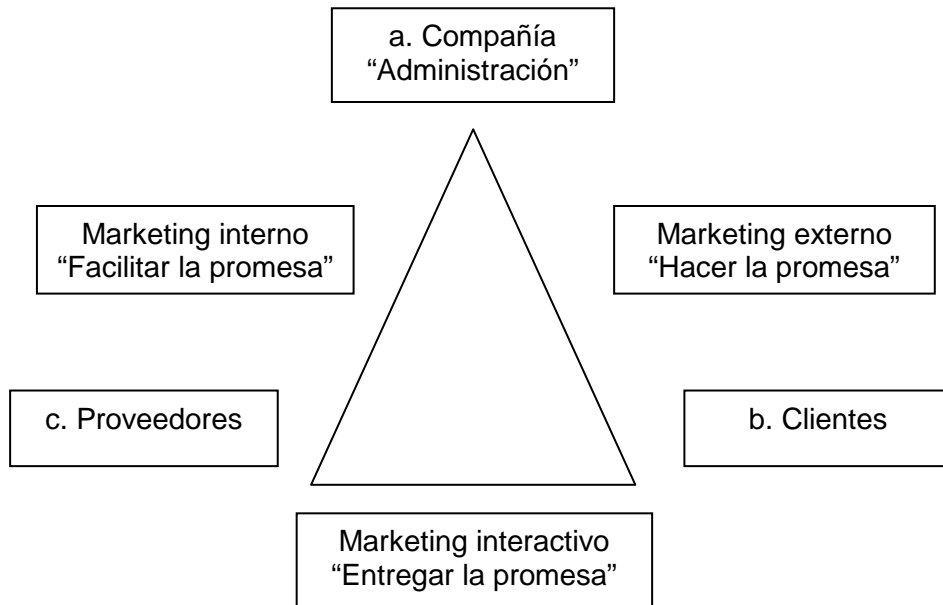 a. Compañía
“Administración”
Marketing interno
“Facilitar la promesa”
Marketing externo
“Hacer la promesa”
c. Proveedores
b. Clientes
Marketing interactivo
“Entregar la promesa”